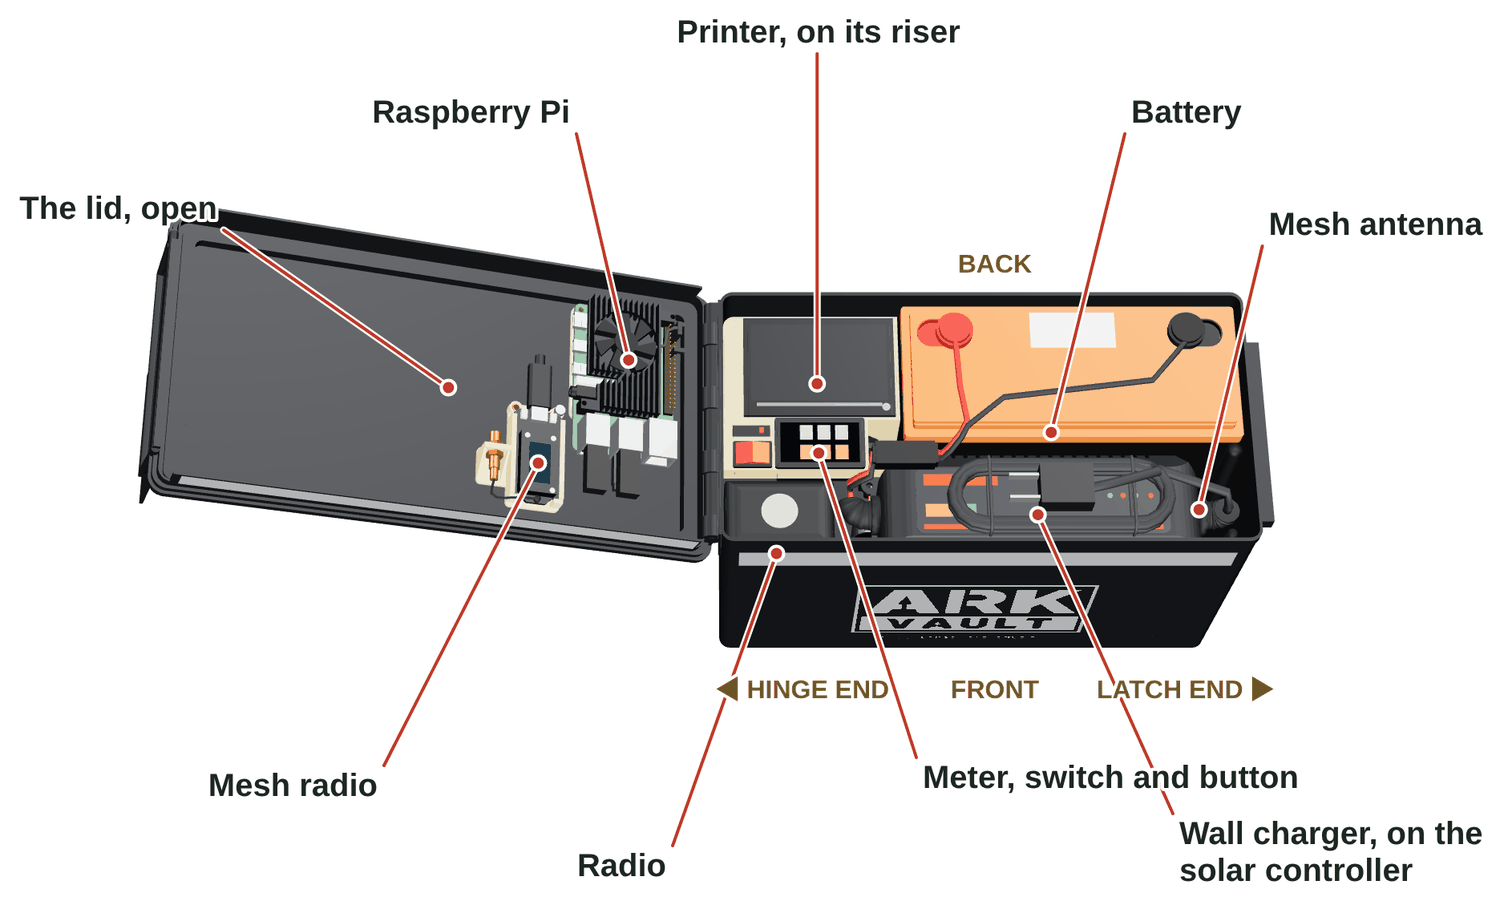 Printer, on its riser
Raspberry Pi
Battery
The lid, open
Mesh antenna
BACK
ARK
VAULT
HINGE END
FRONT
LATCH END
Mesh radio
Meter, switch and button
Radio
Wall charger, on the
solar controller